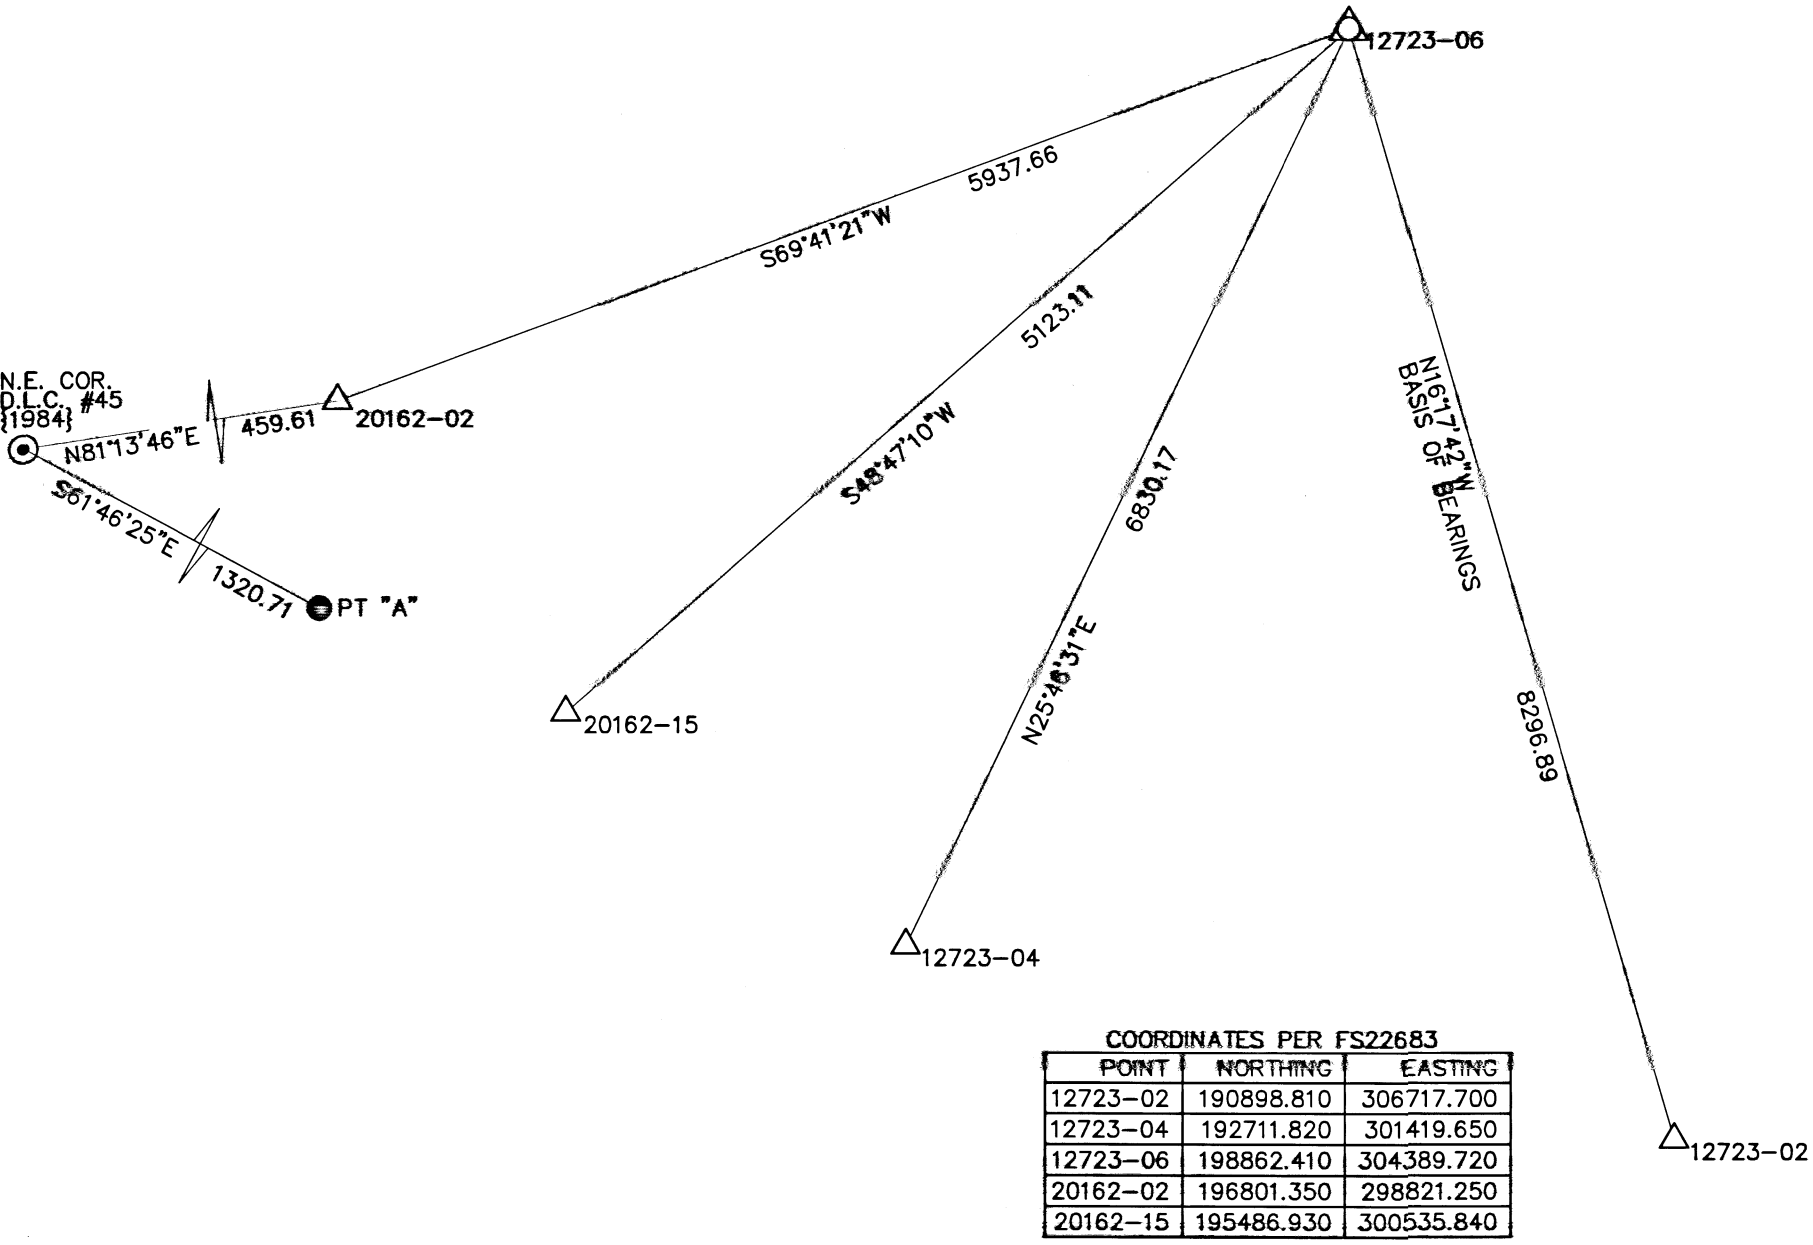 12723-06
5937.66
S69°41'21"W
5123.11
N.E. COR.
D.L.C. #45
{1984}
20162-02
459.61
N81°13'46"E
S48°47'10"W
N16°17'42"W
BASIS OF BEARINGS
6830.17
S61°46'25"E
1320.71
PT "A"
N25°46'31"E
20162-15
8296.89
12723-04
COORDINATES PER FS22683
POINT NORTHING EASTING
12723-02 190898.810 306717.700
12723-04 192711.820 301419.650
12723-06 198862.410 304389.720
20162-02 196801.350 298821.250
20162-15 195486.930 300535.840
12723-02